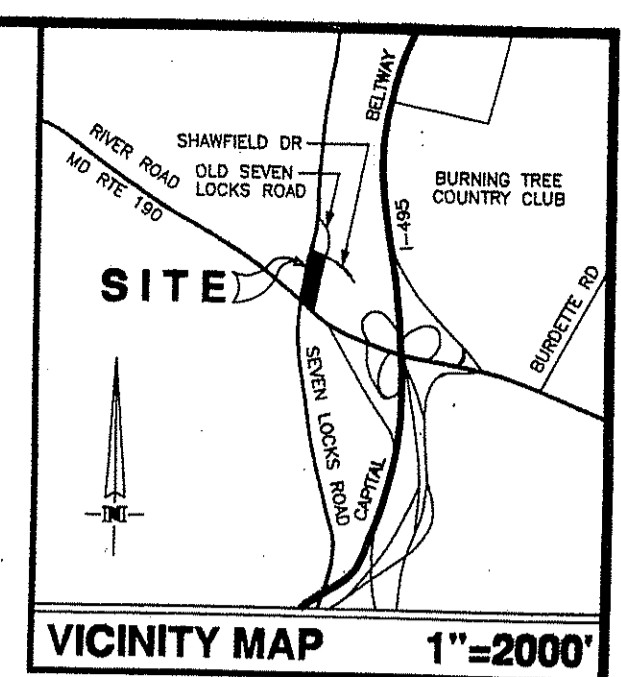 BELTWAY
SHAWFIELD DR
RIVER ROAD
MD RTE 190
OLD SEVEN
LOCKS ROAD
BURNING TREE
COUNTRY CLUB
I-495
SITE
BURDETTE RD
SEVEN LOCKS ROAD
CAPITAL
N
VICINITY MAP
1"=2000'